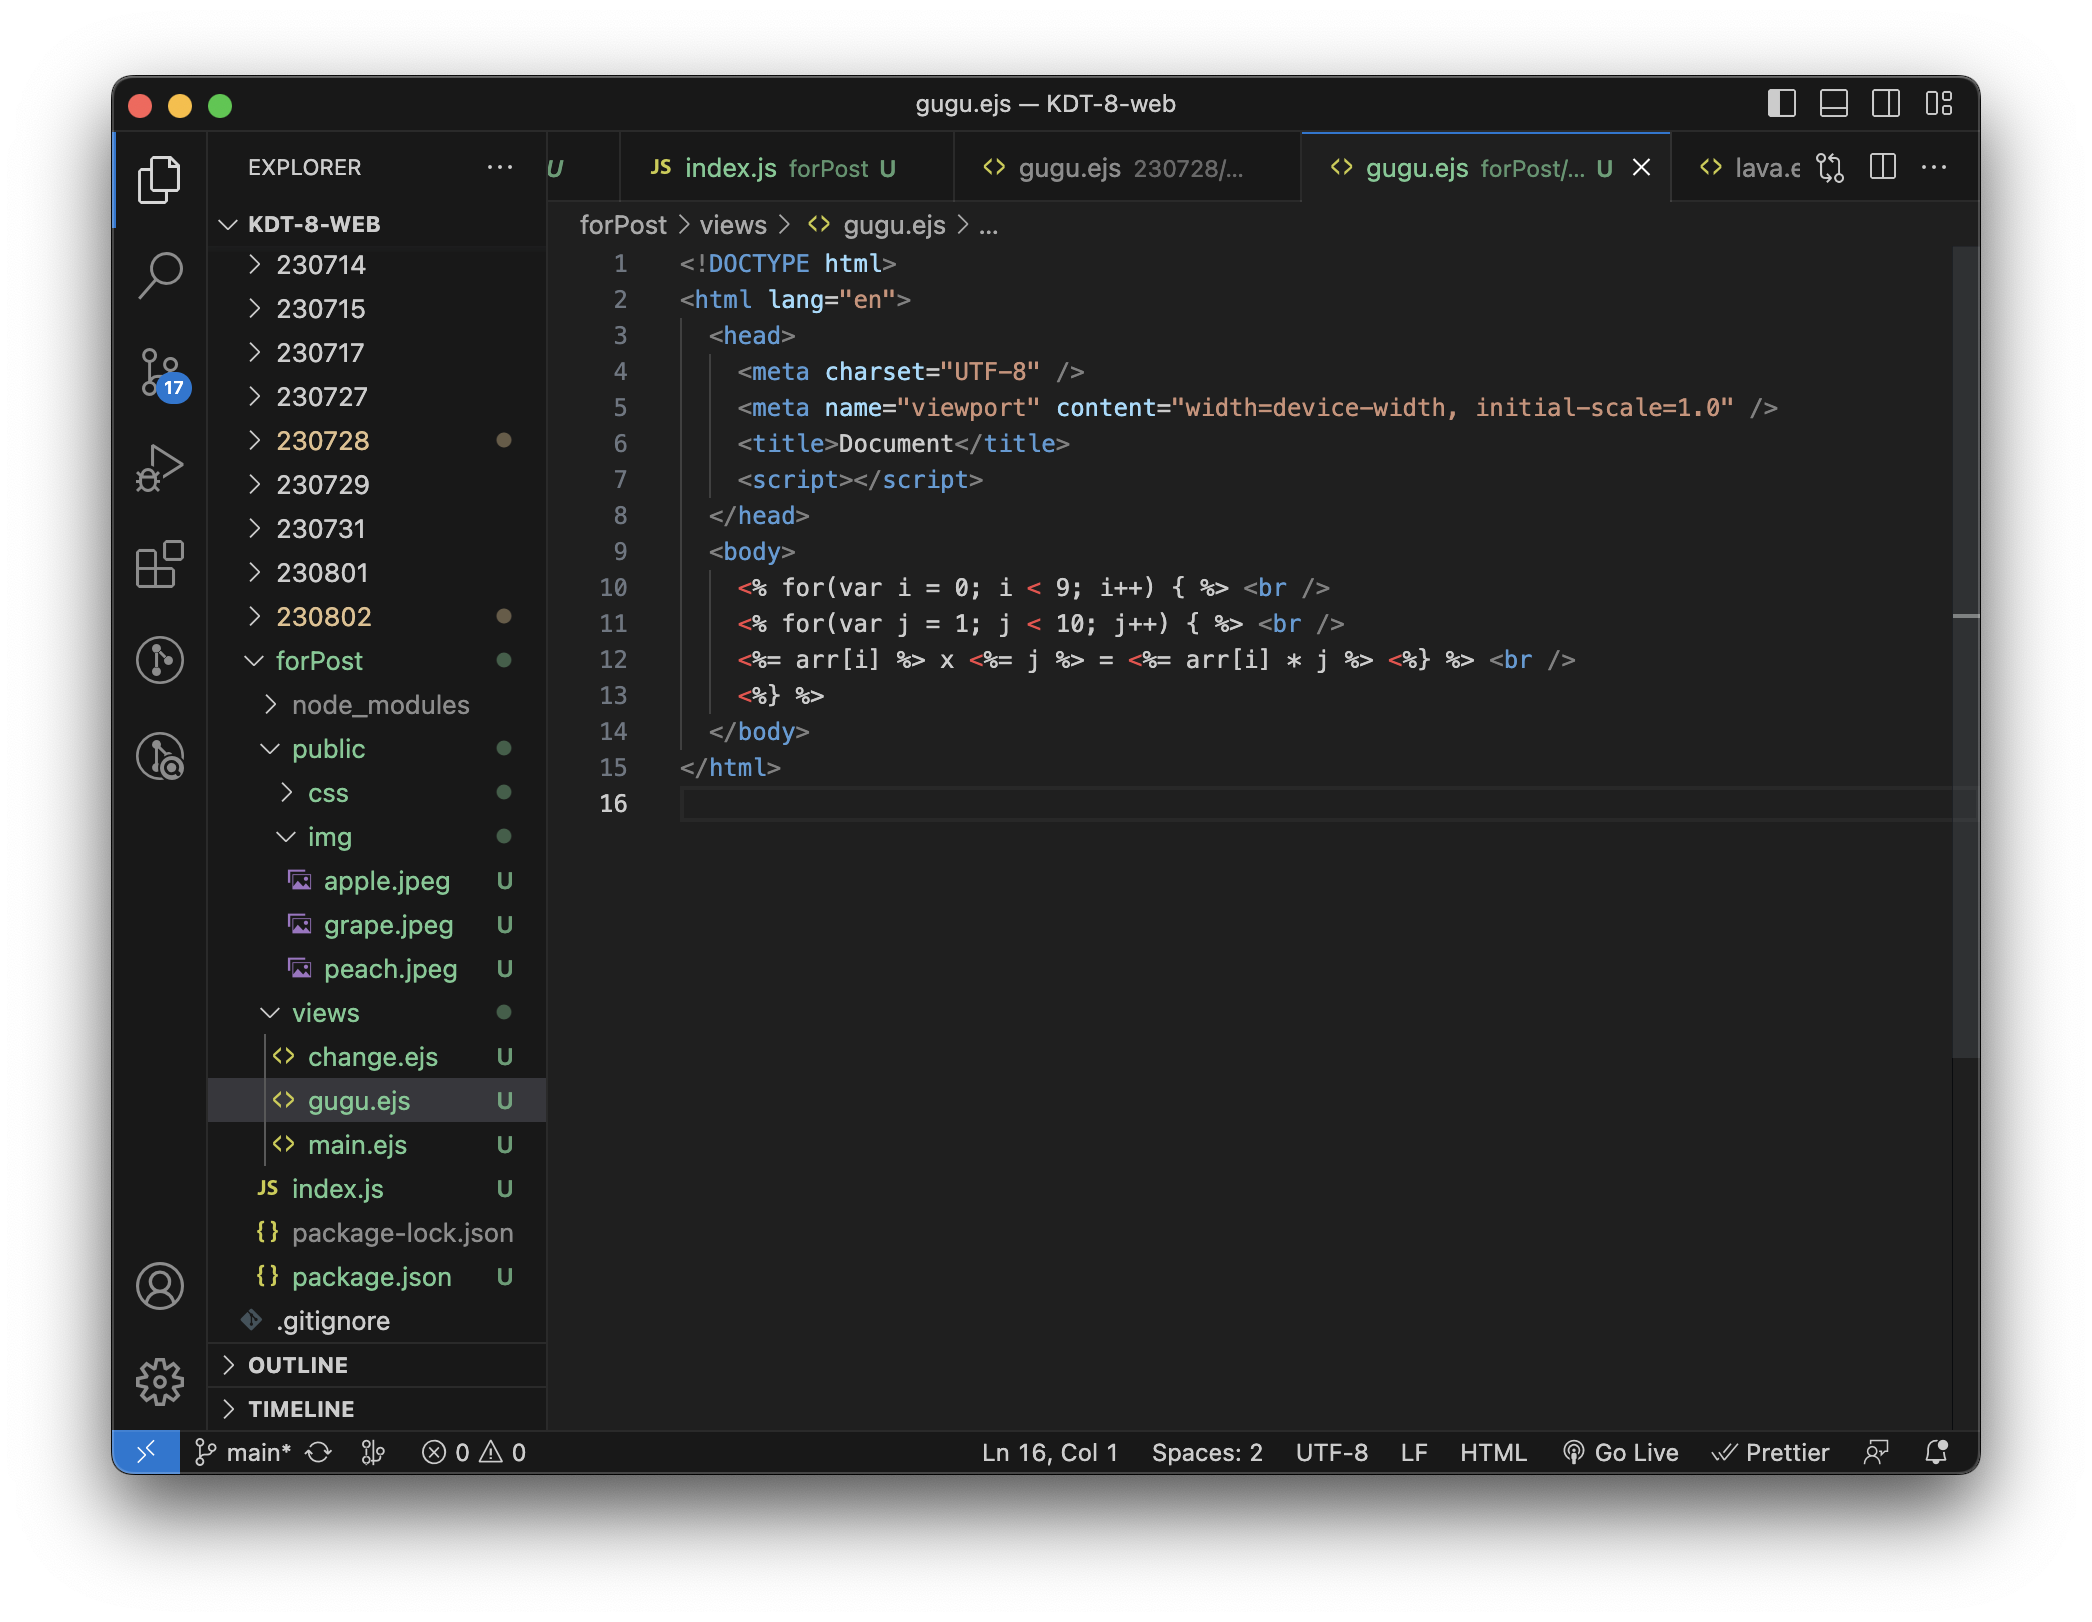 gugu.ejs — KDT-8-web
EXPLORER
U
JS index.js forPost U
<> gugu.ejs 230728/...
<> gugu.ejs forPost/... U
<> lava.e
KDT-8-WEB
230714
230715
230717
230727
230728
230729
230731
230801
230802
forPost
node_modules
public
css
img
apple.jpeg U
grape.jpeg U
peach.jpeg U
views
<> change.ejs U
<> gugu.ejs U
<> main.ejs U
JS index.js U
{} package-lock.json
{} package.json U
.gitignore
OUTLINE
TIMELINE
17
forPost > views > <> gugu.ejs > ...
1 <!DOCTYPE html>
2 <html lang="en">
3 <head>
4 <meta charset="UTF-8" />
5 <meta name="viewport" content="width=device-width, initial-scale=1.0" />
6 <title>Document</title>
7 <script></script>
8 </head>
9 <body>
10 <% for(var i = 0; i < 9; i++) { %> <br />
11 <% for(var j = 1; j < 10; j++) { %> <br />
12 <%= arr[i] %> x <%= j %> = <%= arr[i] * j %> <%} %> <br />
13 <%} %>
14 </body>
15 </html>
16
main* 0 0 Ln 16, Col 1 Spaces: 2 UTF-8 LF HTML Go Live Prettier